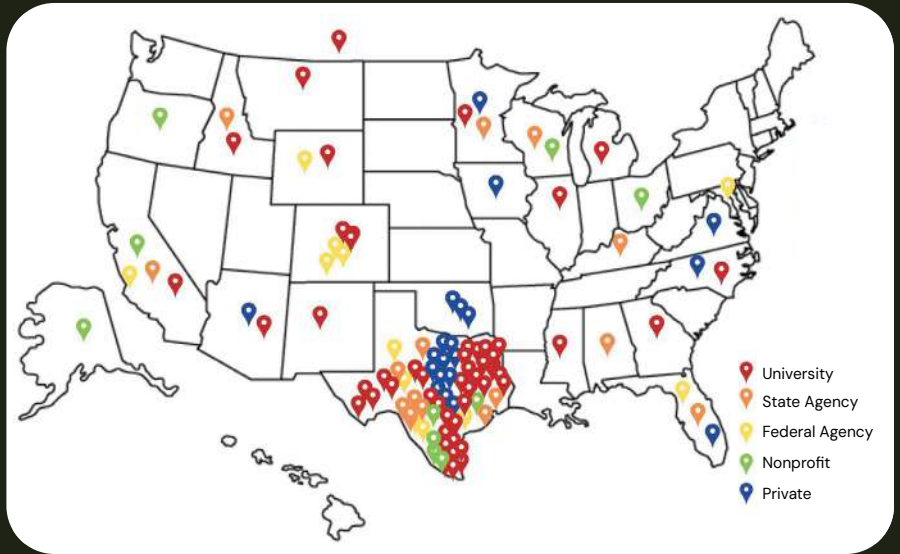 University
State Agency
Federal Agency
Nonprofit
Private